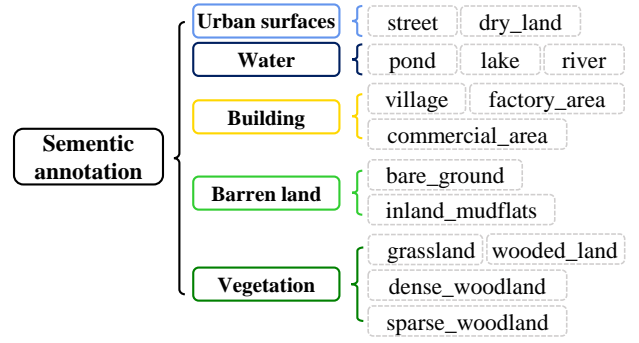 Sementic
annotation
Urban surfaces
street dry_land
Water
pond lake river
Building
village factory_area
commercial_area
Barren land
bare_ground
inland_mudflats
Vegetation
grassland wooded_land
dense_woodland
sparse_woodland